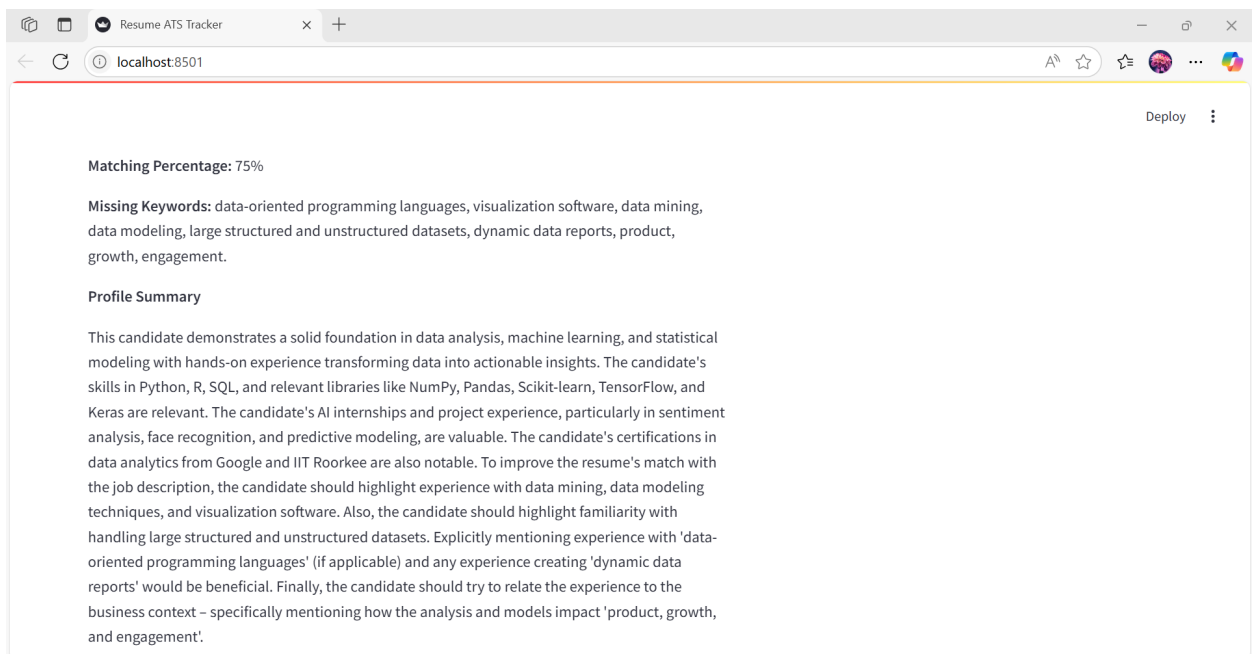 Resume ATS Tracker
localhost:8501
Deploy
Matching Percentage: 75%
Missing Keywords: data-oriented programming languages, visualization software, data mining,
data modeling, large structured and unstructured datasets, dynamic data reports, product,
growth, engagement.
Profile Summary
This candidate demonstrates a solid foundation in data analysis, machine learning, and statistical
modeling with hands-on experience transforming data into actionable insights. The candidate's
skills in Python, R, SQL, and relevant libraries like NumPy, Pandas, Scikit-learn, TensorFlow, and
Keras are relevant. The candidate's AI internships and project experience, particularly in sentiment
analysis, face recognition, and predictive modeling, are valuable. The candidate's certifications in
data analytics from Google and IIT Roorkee are also notable. To improve the resume's match with
the job description, the candidate should highlight experience with data mining, data modeling
techniques, and visualization software. Also, the candidate should highlight familiarity with
handling large structured and unstructured datasets. Explicitly mentioning experience with 'data-
oriented programming languages' (if applicable) and any experience creating 'dynamic data
reports' would be beneficial. Finally, the candidate should try to relate the experience to the
business context – specifically mentioning how the analysis and models impact 'product, growth,
and engagement'.